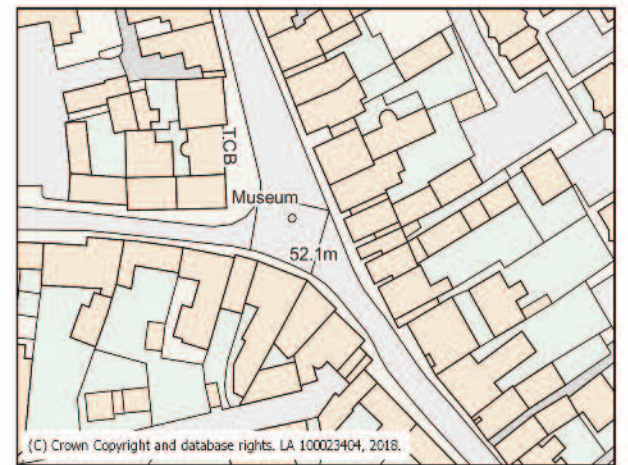 TCB
Museum
52.1m
(C) Crown Copyright and database rights. LA 100023404, 2018.